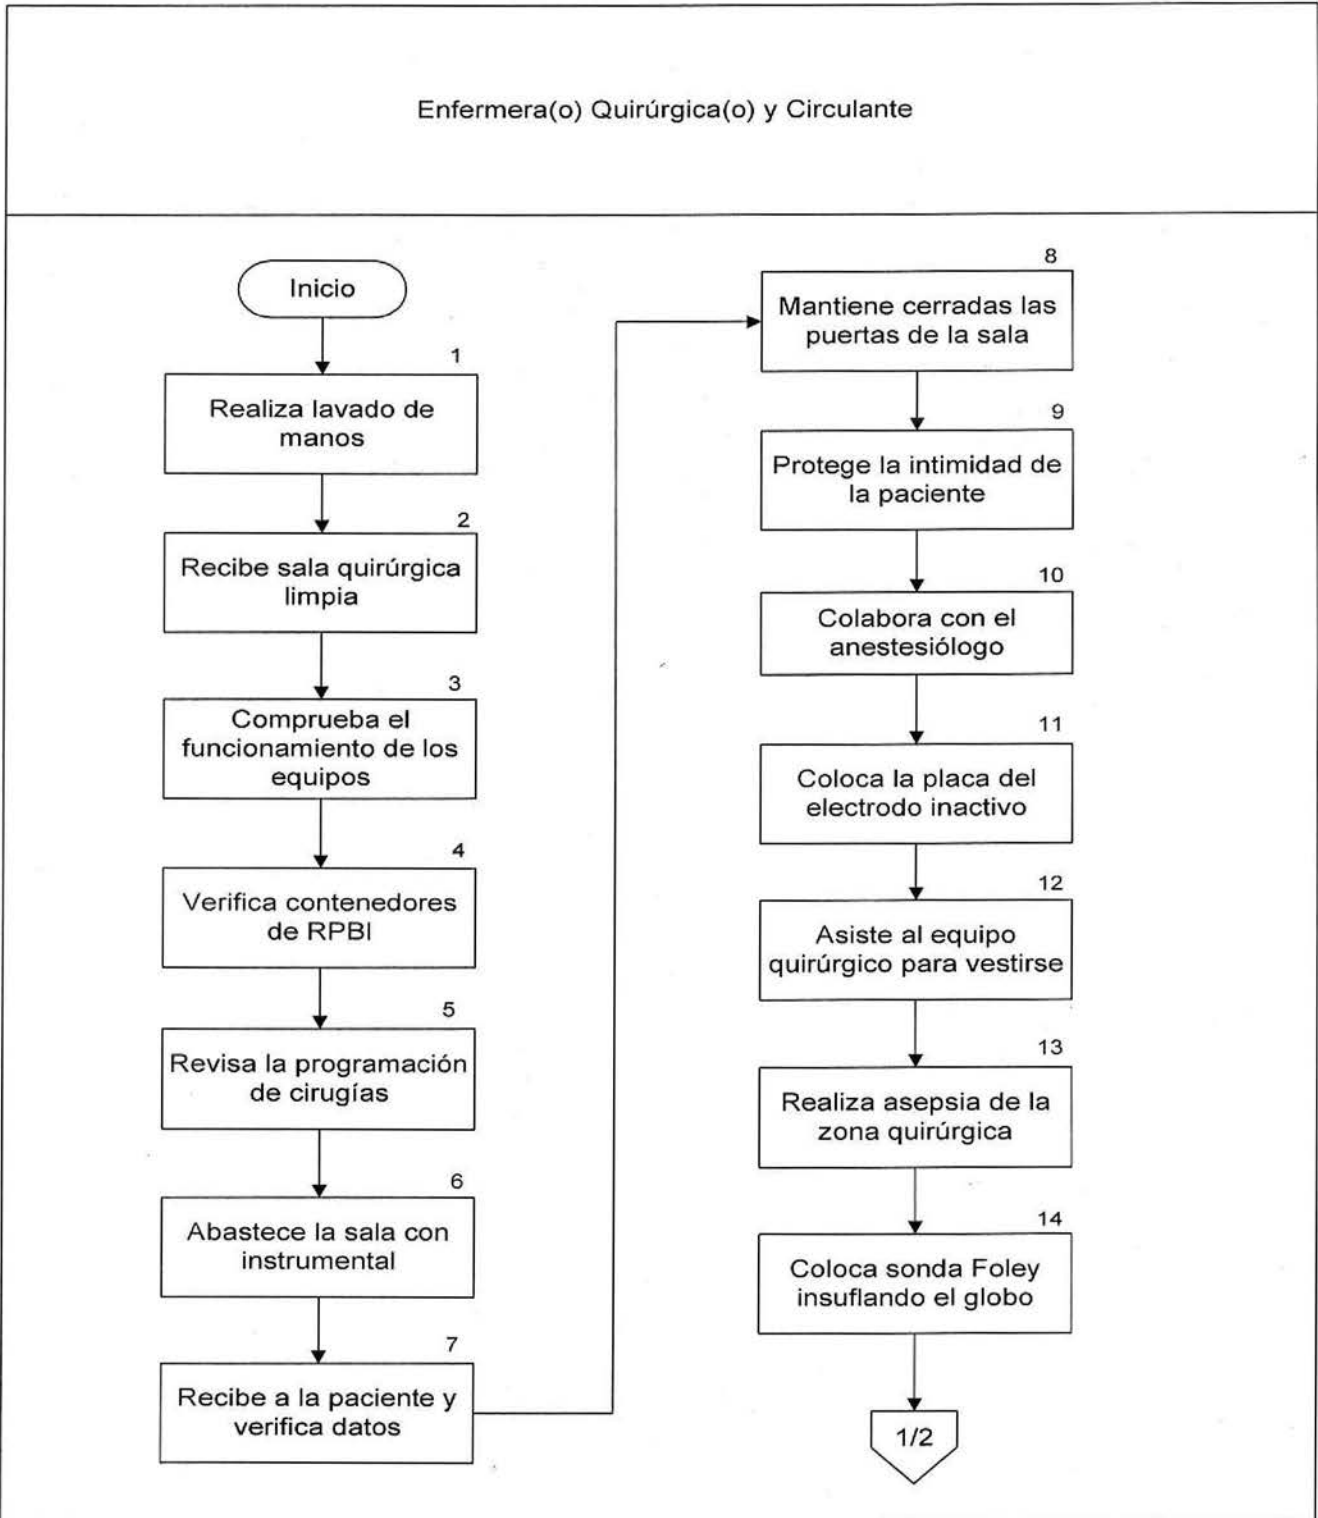 Enfermera(o) Quirúrgica(o) y Circulante
Inicio
1
Realiza lavado de
manos
2
Recibe sala quirúrgica
limpia
3
Comprueba el
funcionamiento de los
equipos
4
Verifica contenedores
de RPBI
5
Revisa la programación
de cirugías
6
Abastece la sala con
instrumental
7
Recibe a la paciente y
verifica datos
8
Mantiene cerradas las
puertas de la sala
9
Protege la intimidad de
la paciente
10
Colabora con el
anestesiólogo
11
Coloca la placa del
electrodo inactivo
12
Asiste al equipo
quirúrgico para vestirse
13
Realiza asepsia de la
zona quirúrgica
14
Coloca sonda Foley
insuflando el globo
1/2